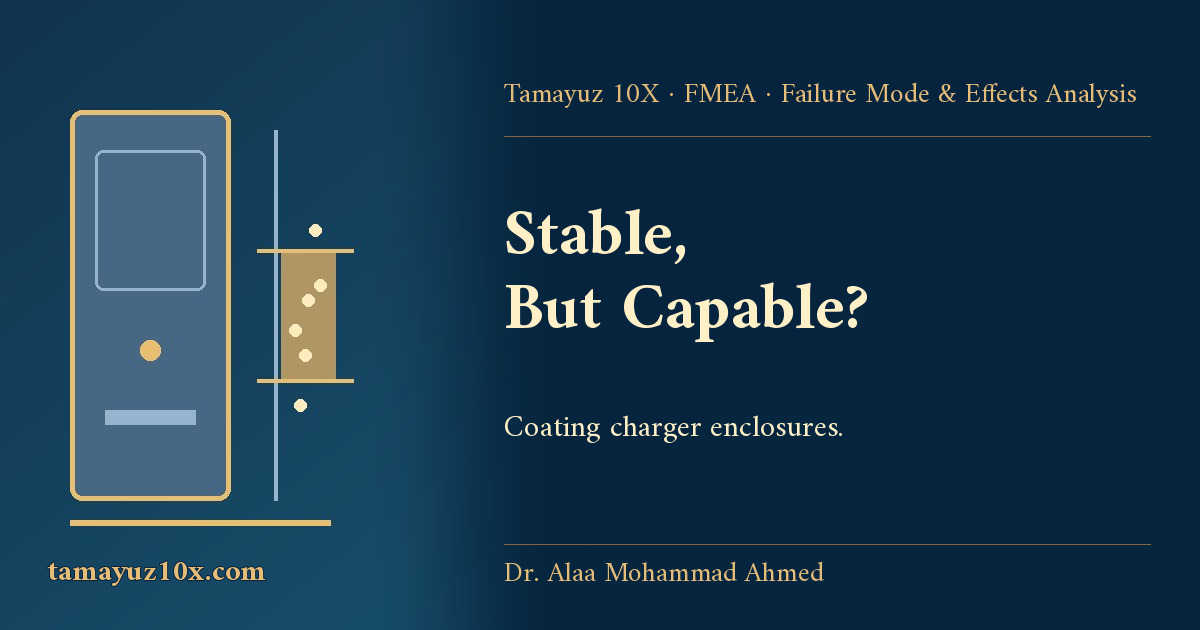 Tamayuz 10X · FMEA · Failure Mode & Effects Analysis
Stable,
But Capable?
Coating charger enclosures.
Dr. Alaa Mohammad Ahmed
tamayuz10x.com